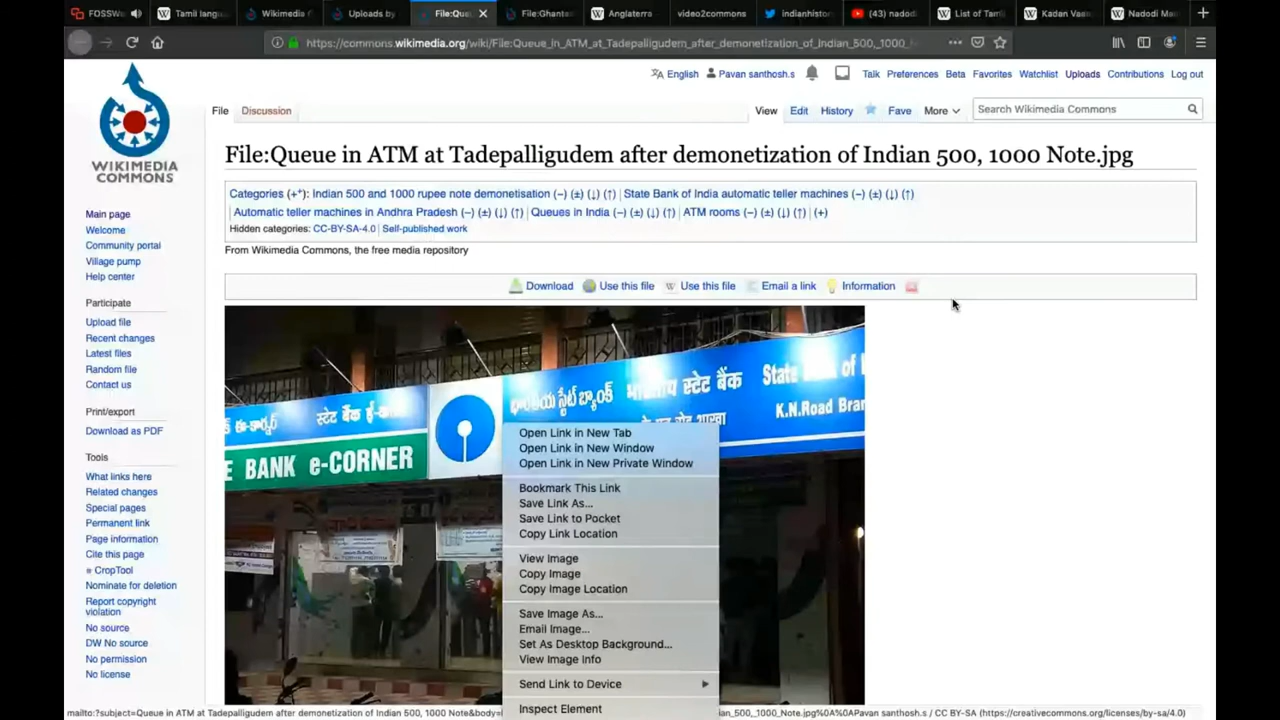 FOSSWa
Tamil langu
Wikimedia C
Uploads by
File:Que
File:Ghanta
Anglaterra
video2commons
indianhistor
(43) nadod
List of Tami
Kadan Vasi
Nadodi Ma
https://commons.wikimedia.org/wiki/File:Queue_in_ATM_at_Tadepalligudem_after_demonetization_of_Indian_500,_1000_N
English Pavan santhosh.s Talk Preferences Beta Favorites Watchlist Uploads Contributions Log out
File Discussion View Edit History Fave More Search Wikimedia Commons
WIKIMEDIA
COMMONS
File:Queue in ATM at Tadepalligudem after demonetization of Indian 500, 1000 Note.jpg
Categories (+⁺): Indian 500 and 1000 rupee note demonetisation (−) (±) (↓) (↑) | State Bank of India automatic teller machines (−) (±) (↓) (↑)
| Automatic teller machines in Andhra Pradesh (−) (±) (↓) (↑) | Queues in India (−) (±) (↓) (↑) | ATM rooms (−) (±) (↓) (↑) | (+)
Hidden categories: CC-BY-SA-4.0 | Self-published work
From Wikimedia Commons, the free media repository
Download Use this file Use this file Email a link Information
Main page
Welcome
Community portal
Village pump
Help center
Participate
Upload file
Recent changes
Latest files
Random file
Contact us
Print/export
Download as PDF
Tools
What links here
Related changes
Special pages
Permanent link
Page information
Cite this page
CropTool
Nominate for deletion
Report copyright
violation
No source
DW No source
No permission
No license
స్టేట్ బ్యాంక్
भारतीय स्टेट बैंक
State Bank of I
K.N.Road Bran
शाखा
स्टेट बैंक ई-कॉर्नर
E BANK e-CORNER
Open Link in New Tab
Open Link in New Window
Open Link in New Private Window
Bookmark This Link
Save Link As...
Save Link to Pocket
Copy Link Location
View Image
Copy Image
Copy Image Location
Save Image As...
Email Image...
Set As Desktop Background...
View Image Info
Send Link to Device
Inspect Element
mailto:?subject=Queue in ATM at Tadepalligudem after demonetization of Indian 500, 1000 Note&body=
ian_500,_1000_Note.jpg%0A%0APavan santhosh.s / CC BY-SA (https://creativecommons.org/licenses/by-sa/4.0)